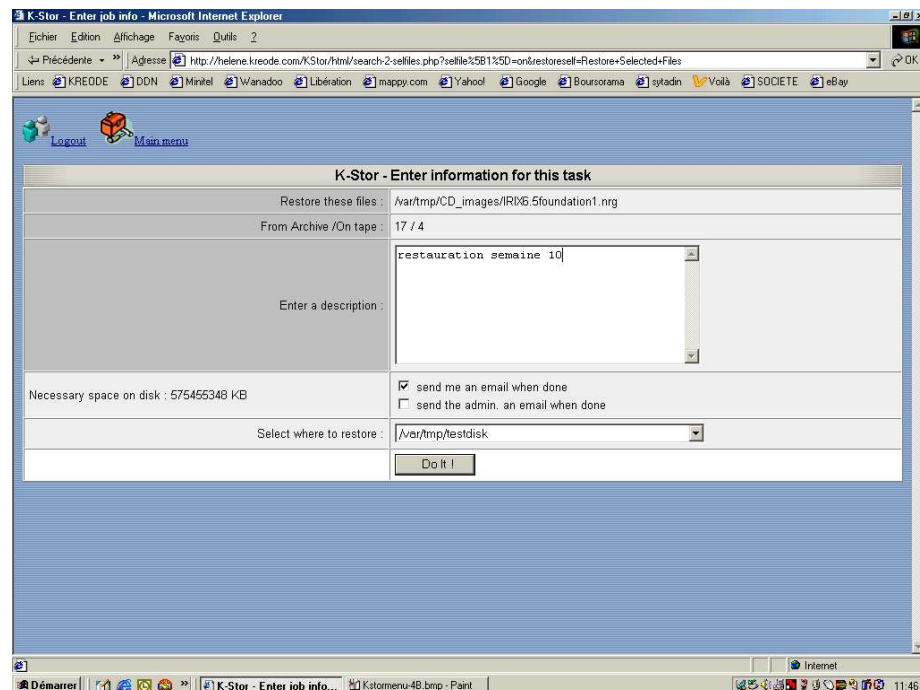 K-Stor - Enter job info - Microsoft Internet Explorer
Fichier Edition Affichage Favoris Outils ?
Précédente » Adresse http://helene.kreode.com/KStor/html/search-2-selfiles.php?selfile%5B1%5D=on&restoreself=Restore+Selected+Files OK
Liens KREODE DDN Minitel Wanadoo Libération mappy.com Yahoo! Google Boursorama sytadin Voilà SOCIETE eBay
Logout Main menu
K-Stor - Enter information for this task
Restore these files : /var/tmp/CD_images/IRIX6.5foundation1.nrg
From Archive /On tape : 17 / 4
restauration semaine 10
Enter a description :
send me an email when done
Necessary space on disk : 575455348 KB
send the admin. an email when done
Select where to restore : /var/tmp/testdisk
Do It !
Internet
Démarrer » K-Stor - Enter job info... Kstormenu-4B.bmp - Paint 11:46